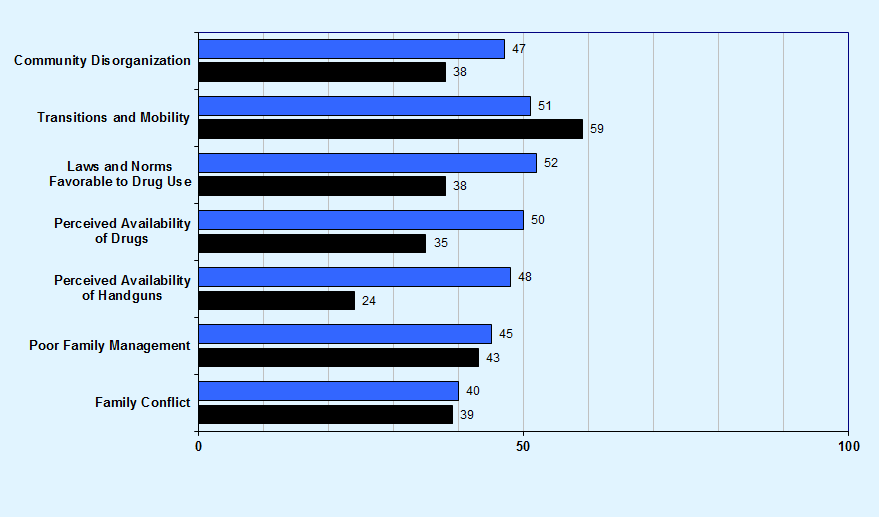 Community Disorganization
47
38
Transitions and Mobility
51
59
Laws and Norms
Favorable to Drug Use
52
38
Perceived Availability
of Drugs
50
35
Perceived Availability
of Handguns
48
24
Poor Family Management
45
43
Family Conflict
40
39
0
50
100